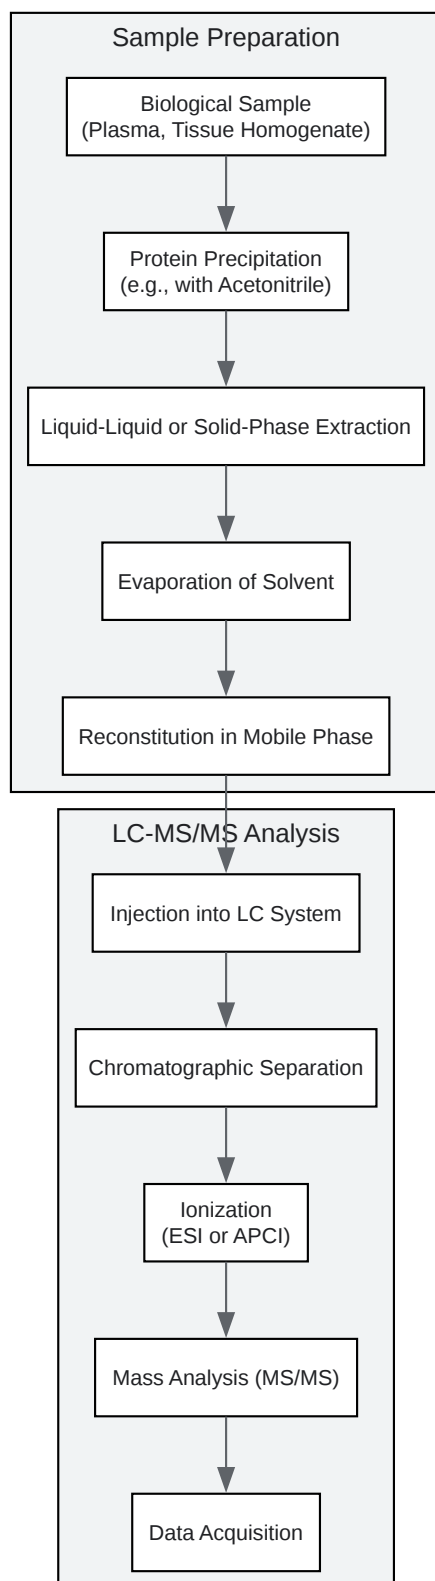 Sample Preparation
Biological Sample
(Plasma, Tissue Homogenate)
Protein Precipitation
(e.g., with Acetonitrile)
Liquid-Liquid or Solid-Phase Extraction
Evaporation of Solvent
Reconstitution in Mobile Phase
LC-MS/MS Analysis
Injection into LC System
Chromatographic Separation
Ionization
(ESI or APCI)
Mass Analysis (MS/MS)
Data Acquisition